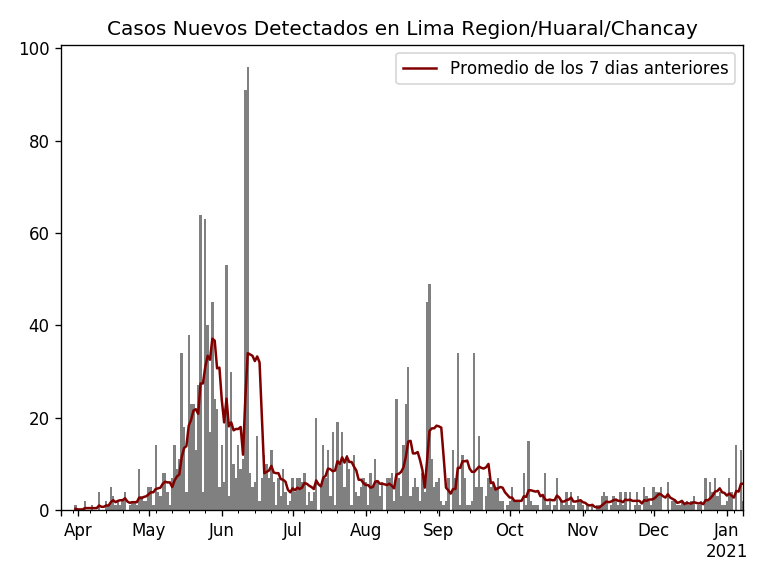 Casos Nuevos Detectados en Lima Region/Huaral/Chancay
Promedio de los 7 dias anteriores
100
80
60
40
20
0
Apr May Jun Jul Aug Sep Oct Nov Dec Jan
2021